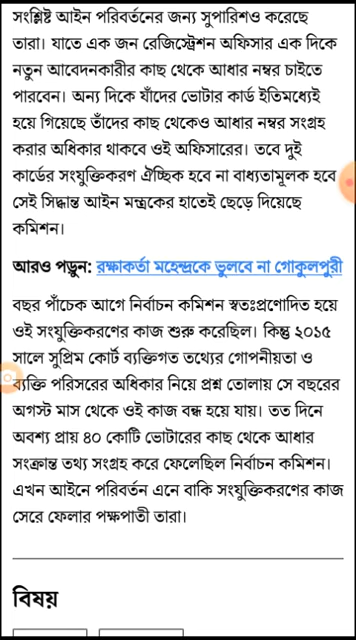 সংশ্লিষ্ট আইন পরিবর্তনের জন্য সুপারিশও করেছে
তারা। যাতে এক জন রেজিস্ট্রেশন অফিসার এক দিকে
নতুন আবেদনকারীর কাছ থেকে আধার নম্বর চাইতে
পারবেন। অন্য দিকে যাঁদের ভোটার কার্ড ইতিমধ্যেই
হয়ে গিয়েছে তাঁদের কাছ থেকেও আধার নম্বর সংগ্রহ
করার অধিকার থাকবে ওই অফিসারের। তবে দুই
কার্ডের সংযুক্তিকরণ ঐচ্ছিক হবে না বাধ্যতামূলক হবে
সেই সিদ্ধান্ত আইন মন্ত্রকের হাতেই ছেড়ে দিয়েছে
কমিশন।
আরও পড়ুন: রক্ষাকর্তা মহেন্দ্রকে ভুলবে না গোকুলপুরী
বছর পাঁচেক আগে নির্বাচন কমিশন স্বতঃপ্রণোদিত হয়ে
ওই সংযুক্তিকরণের কাজ শুরু করেছিল। কিন্তু ২০১৫
সালে সুপ্রিম কোর্ট ব্যক্তিগত তথ্যের গোপনীয়তা ও
ব্যক্তি পরিসরের অধিকার নিয়ে প্রশ্ন তোলায় সে বছরের
অগস্ট মাস থেকে ওই কাজ বন্ধ হয়ে যায়। তত দিনে
অবশ্য প্রায় ৪০ কোটি ভোটারের কাছ থেকে আধার
সংক্রান্ত তথ্য সংগ্রহ করে ফেলেছিল নির্বাচন কমিশন।
এখন আইনে পরিবর্তন এনে বাকি সংযুক্তিকরণের কাজ
সেরে ফেলার পক্ষপাতী তারা।
বিষয়